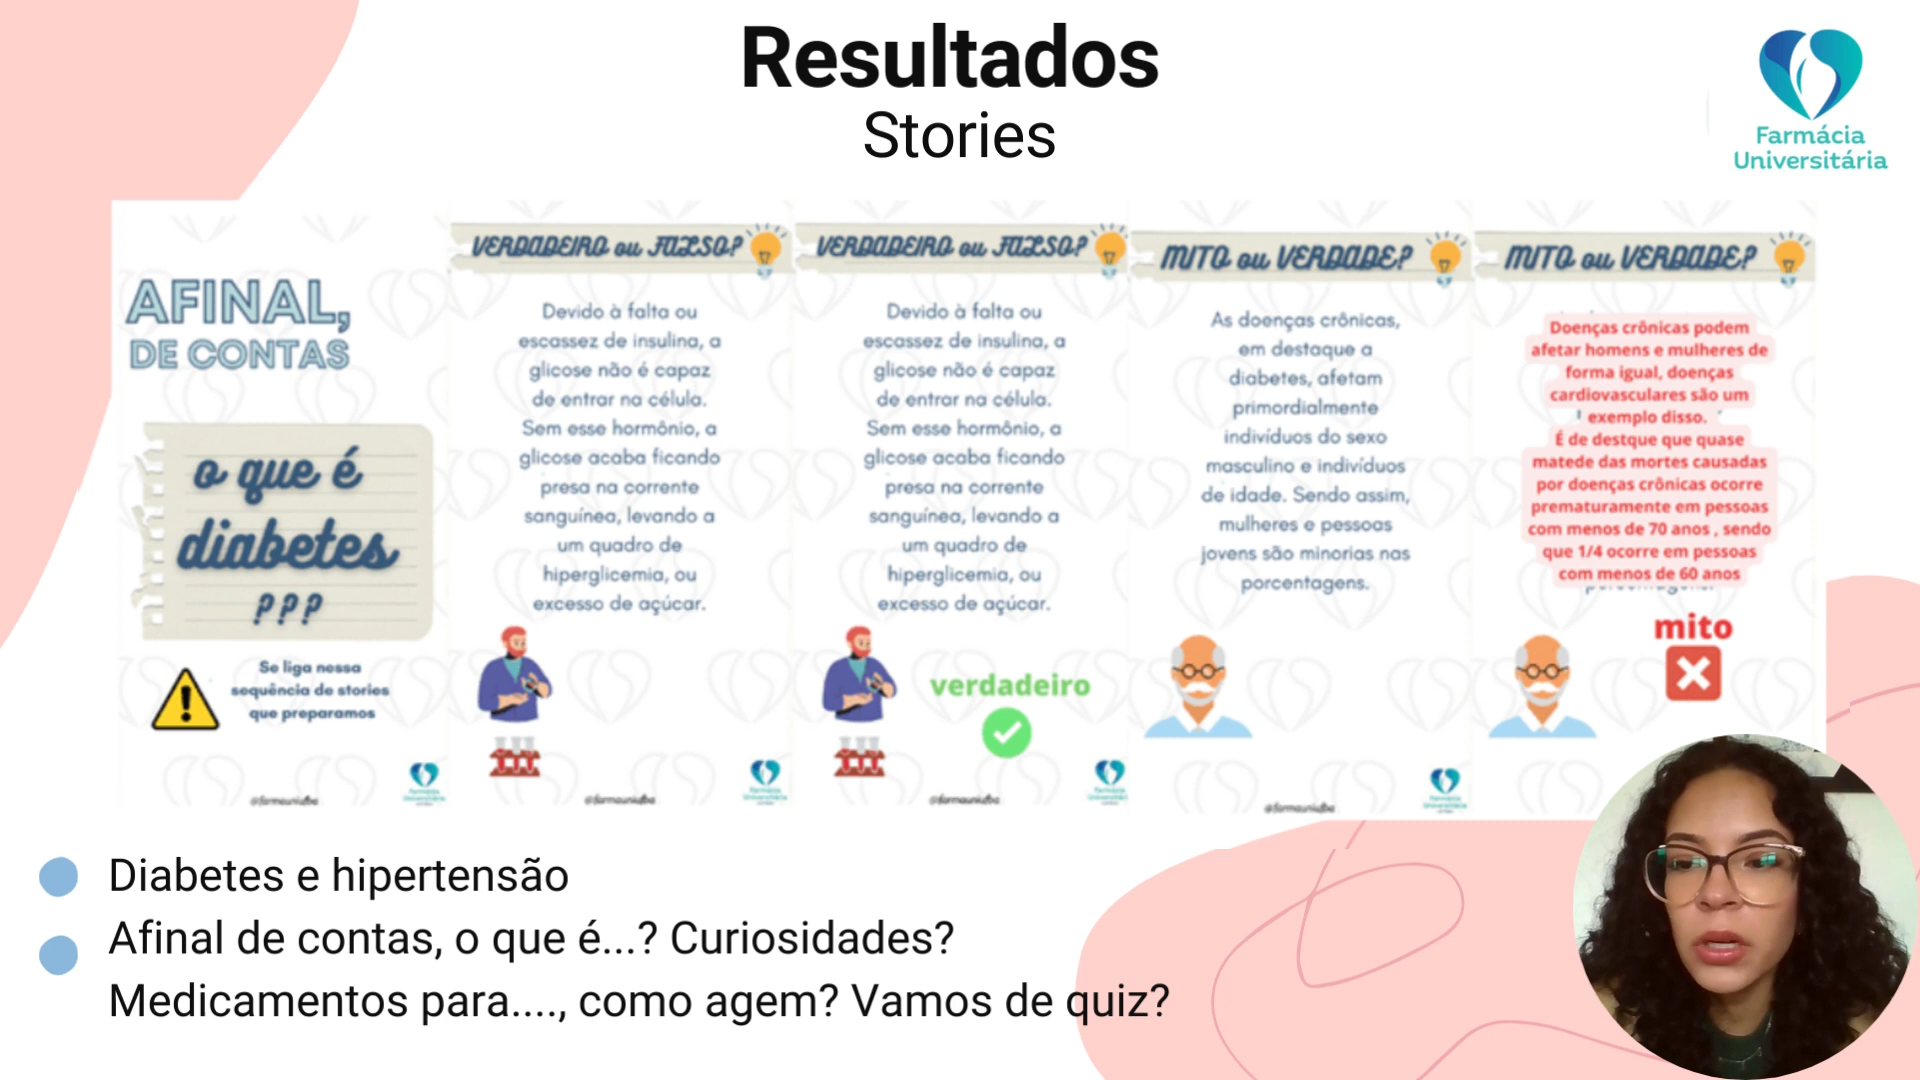 Resultados
Stories
Farmácia
Universitária
AFINAL,
DE CONTAS
o que é
diabetes
???
Se liga nessa
sequência de stories
que preparamos
@farmauniufba
VERDADEIRO ou FALSO?
Devido à falta ou
escassez de insulina, a
glicose não é capaz
de entrar na célula.
Sem esse hormônio, a
glicose acaba ficando
presa na corrente
sanguínea, levando a
um quadro de
hiperglicemia, ou
excesso de açúcar.
@farmauniufba
VERDADEIRO ou FALSO?
Devido à falta ou
escassez de insulina, a
glicose não é capaz
de entrar na célula.
Sem esse hormônio, a
glicose acaba ficando
presa na corrente
sanguínea, levando a
um quadro de
hiperglicemia, ou
excesso de açúcar.
verdadeiro
@farmauniufba
MITO ou VERDADE?
As doenças crônicas,
em destaque a
diabetes, afetam
primordialmente
indivíduos do sexo
masculino e indivíduos
de idade. Sendo assim,
mulheres e pessoas
jovens são minorias nas
porcentagens.
@farmauniufba
MITO ou VERDADE?
Doenças crônicas podem
afetar homens e mulheres de
forma igual, doenças
cardiovasculares são um
exemplo disso.
É de destque que quase
matede das mortes causadas
por doenças crônicas ocorre
prematuramente em pessoas
com menos de 70 anos , sendo
que 1/4 ocorre em pessoas
com menos de 60 anos
mito
Diabetes e hipertensão
Afinal de contas, o que é...? Curiosidades?
Medicamentos para...., como agem? Vamos de quiz?